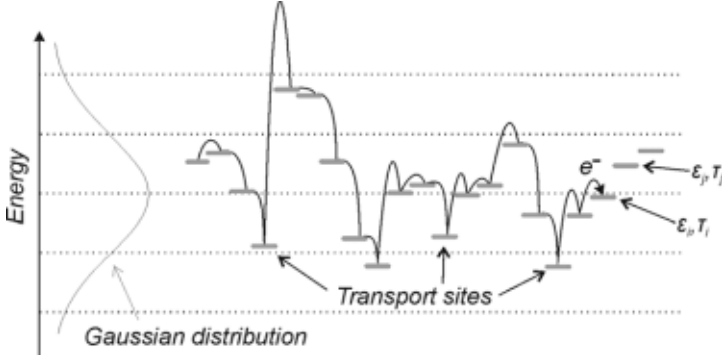 Energy
e⁻
εⱼ, τⱼ
εᵢ, τᵢ
Transport sites
Gaussian distribution